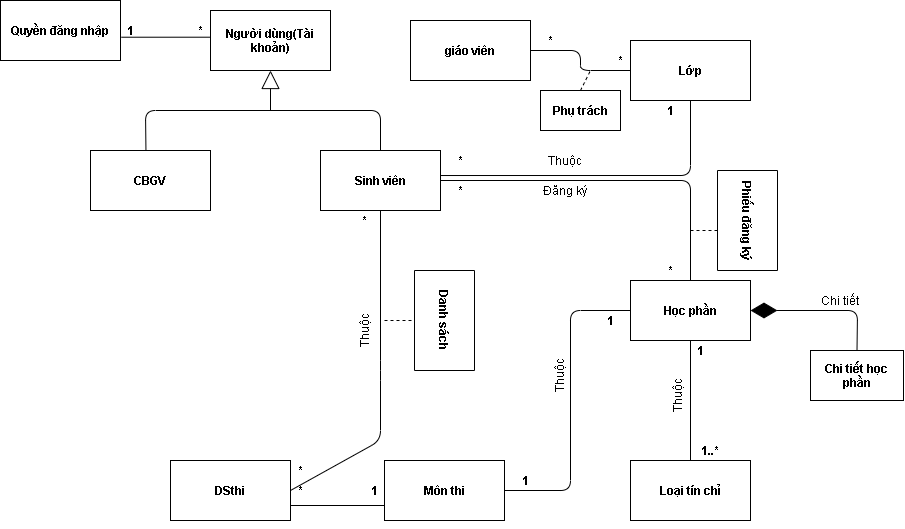 Quyền đăng nhập
1
*
Người dùng(Tài
khoản)
giáo viên
*
*
Lớp
Phụ trách
1
CBGV
Sinh viên
*
Thuộc
*
Đăng ký
Phiếu đăng ký
*
*
Thuộc
Danh sách
Học phần
Chi tiết
Chi tiết học
phần
1
1
Thuộc
Thuộc
1..*
*
*
DSthi
1
Môn thi
1
Loại tín chỉ